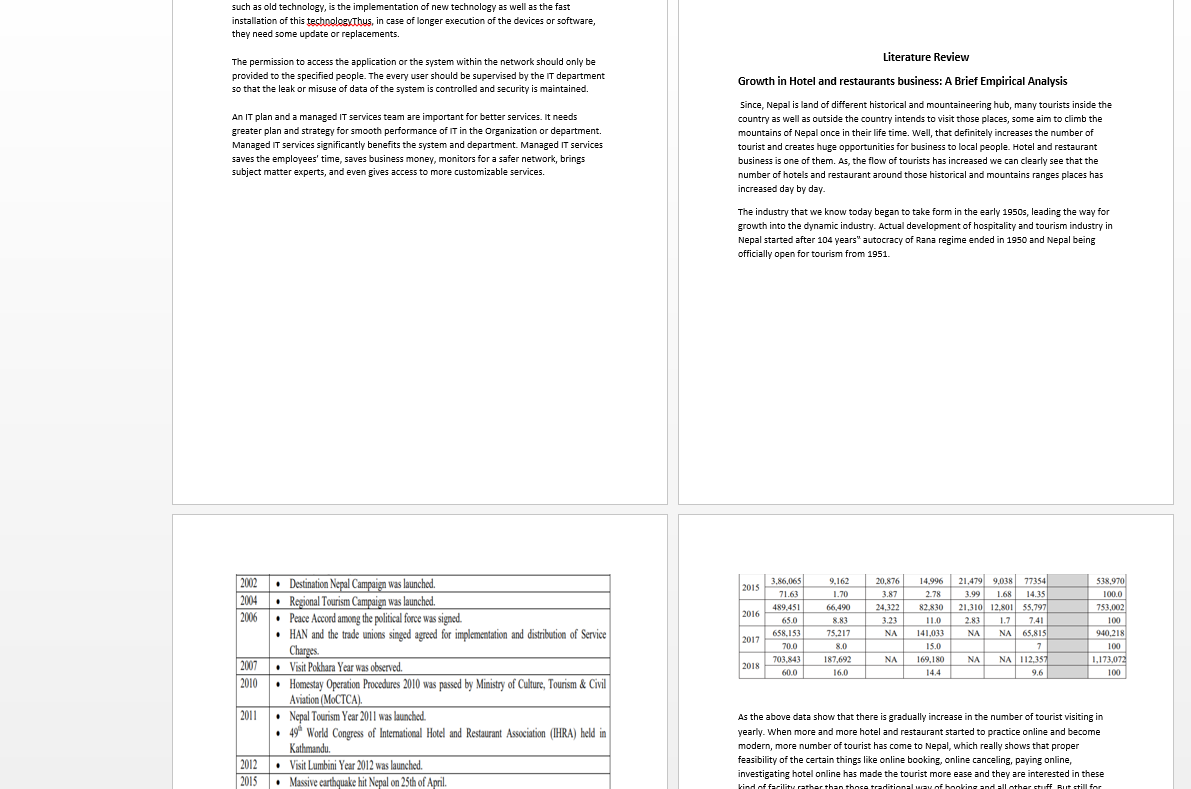 such as old technology, is the implementation of new technology as well as the fast
installation of this technologyThus, in case of longer execution of the devices or software,
they need some update or replacements.
The permission to access the application or the system within the network should only be
provided to the specified people. The every user should be supervised by the IT department
so that the leak or misuse of data of the system is controlled and security is maintained.
An IT plan and a managed IT services team are important for better services. It needs
greater plan and strategy for smooth performance of IT in the Organization or department.
Managed IT services significantly benefits the system and department. Managed IT services
saves the employees' time, saves business money, monitors for a safer network, brings
subject matter experts, and even gives access to more customizable services.
Literature Review
Growth in Hotel and restaurants business: A Brief Empirical Analysis
Since, Nepal is land of different historical and mountaineering hub, many tourists inside the
country as well as outside the country intends to visit those places, some aim to climb the
mountains of Nepal once in their life time. Well, that definitely increases the number of
tourist and creates huge opportunities for business to local people. Hotel and restaurant
business is one of them. As, the flow of tourists has increased we can clearly see that the
number of hotels and restaurant around those historical and mountains ranges places has
increased day by day.
The industry that we know today began to take form in the early 1950s, leading the way for
growth into the dynamic industry. Actual development of hospitality and tourism industry in
Nepal started after 104 years" autocracy of Rana regime ended in 1950 and Nepal being
officially open for tourism from 1951.
2002 • Destination Nepal Campaign was launched.
2004 • Regional Tourism Campaign was launched.
2006 • Peace Accord among the political force was signed.
• HAN and the trade unions singed agreed for implementation and distribution of Service
Charges.
2007 • Visit Pokhara Year was observed.
2010 • Homestay Operation Procedures 2010 was passed by Ministry of Culture, Tourism & Civil
Aviation (MoCTCA).
2011 • Nepal Tourism Year 2011 was launched.
• 49th World Congress of International Hotel and Restaurant Association (IHRA) held in
Kathmandu.
2012 • Visit Lumbini Year 2012 was launched.
2015 • Massive earthquake hit Nepal on 25th of April.
2015 3,86,065 9,162 20,876 14,996 21,479 9,038 77354 538,970
71.63 1.70 3.87 2.78 3.99 1.68 14.35 100.0
2016 489,451 66,490 24,322 82,830 21,310 12,801 55,797 753,002
65.0 8.83 3.23 11.0 2.83 1.7 7.41 100
2017 658,153 75,217 NA 141,033 NA NA 65,815 940,218
70.0 8.0 15.0 7 100
2018 703,843 187,692 NA 169,180 NA NA 112,357 1,173,072
60.0 16.0 14.4 9.6 100
As the above data show that there is gradually increase in the number of tourist visiting in
yearly. When more and more hotel and restaurant started to practice online and become
modern, more number of tourist has come to Nepal, which really shows that proper
feasibility of the certain things like online booking, online canceling, paying online,
investigating hotel online has made the tourist more ease and they are interested in these
kind of facility rather than those traditional way of booking and all other stuff. But still for